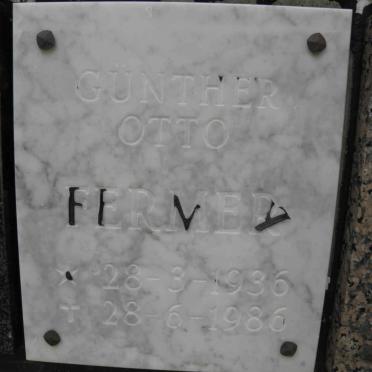 GÜNTHER
OTTO
FERMER
* 28-3-1936
† 28-6-1986